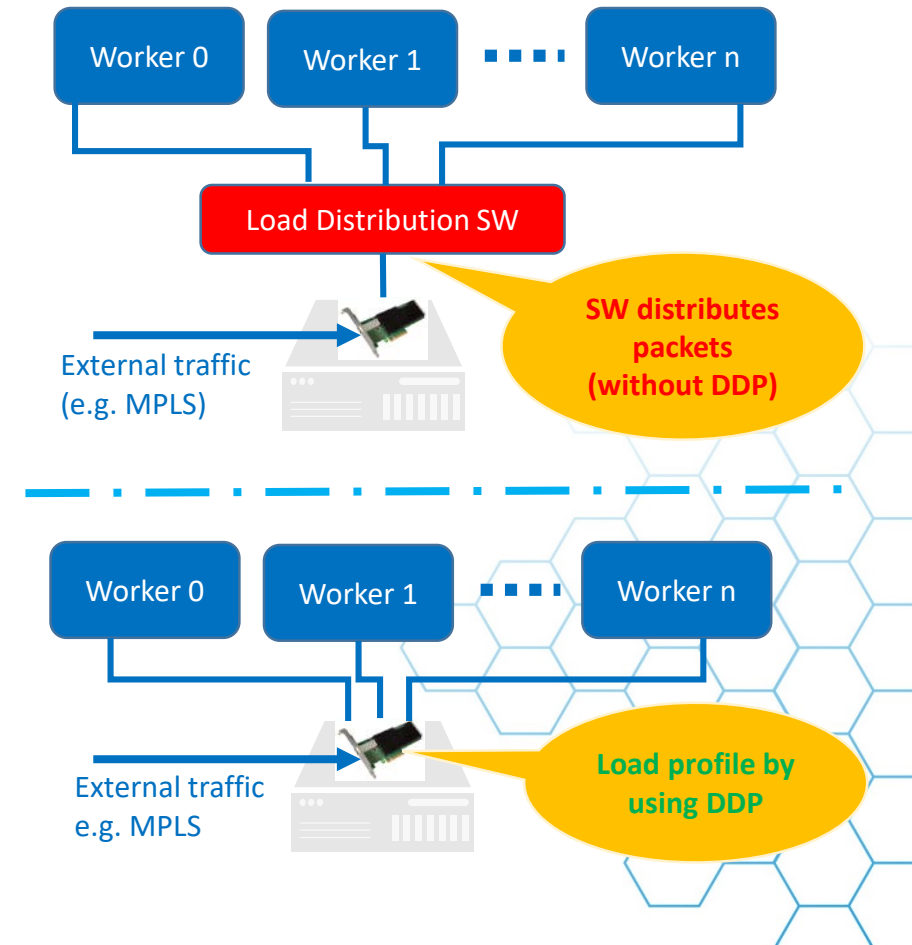 Worker 0
Worker 1
Worker n
Load Distribution SW
SW distributes
packets
(without DDP)
External traffic
(e.g. MPLS)
Worker 0
Worker 1
Worker n
Load profile by
using DDP
External traffic
e.g. MPLS